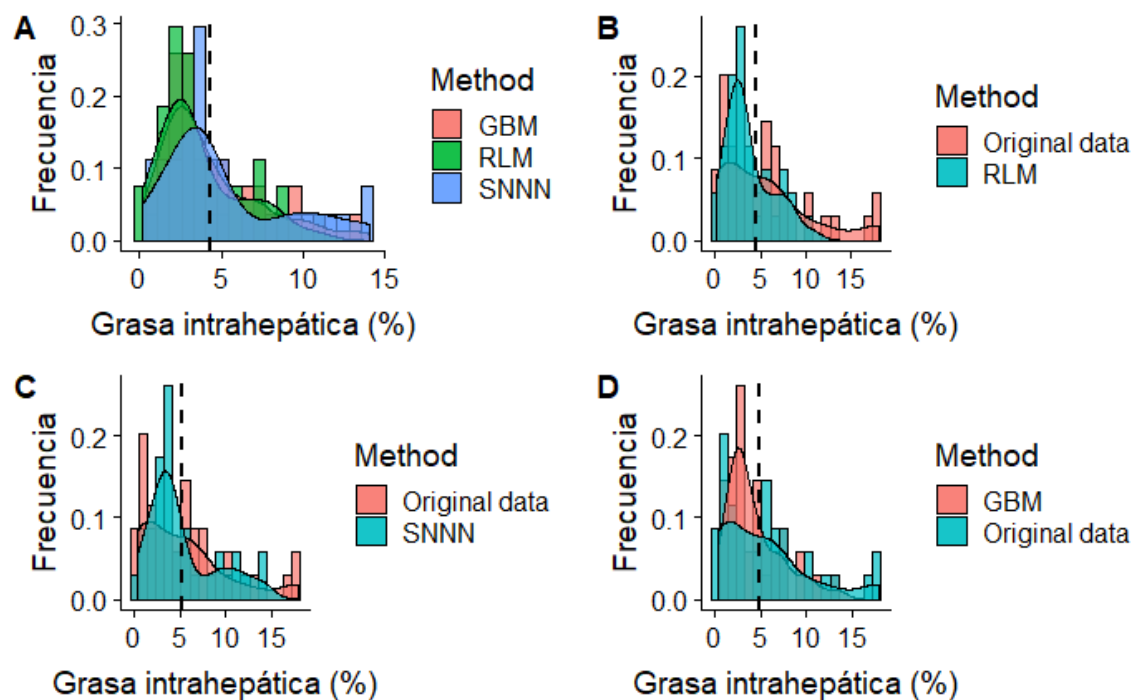 A
Frecuencia
0.3
0.2
0.1
0.0
0 5 10 15
Grasa intrahepática (%)
Method
GBM
RLM
SNNN
B
Frecuencia
0.2
0.1
0.0
0 5 10 15
Grasa intrahepática (%)
Method
Original data
RLM
C
Frecuencia
0.2
0.1
0.0
0 5 10 15
Grasa intrahepática (%)
Method
Original data
SNNN
D
Frecuencia
0.2
0.1
0.0
0 5 10 15
Grasa intrahepática (%)
Method
GBM
Original data